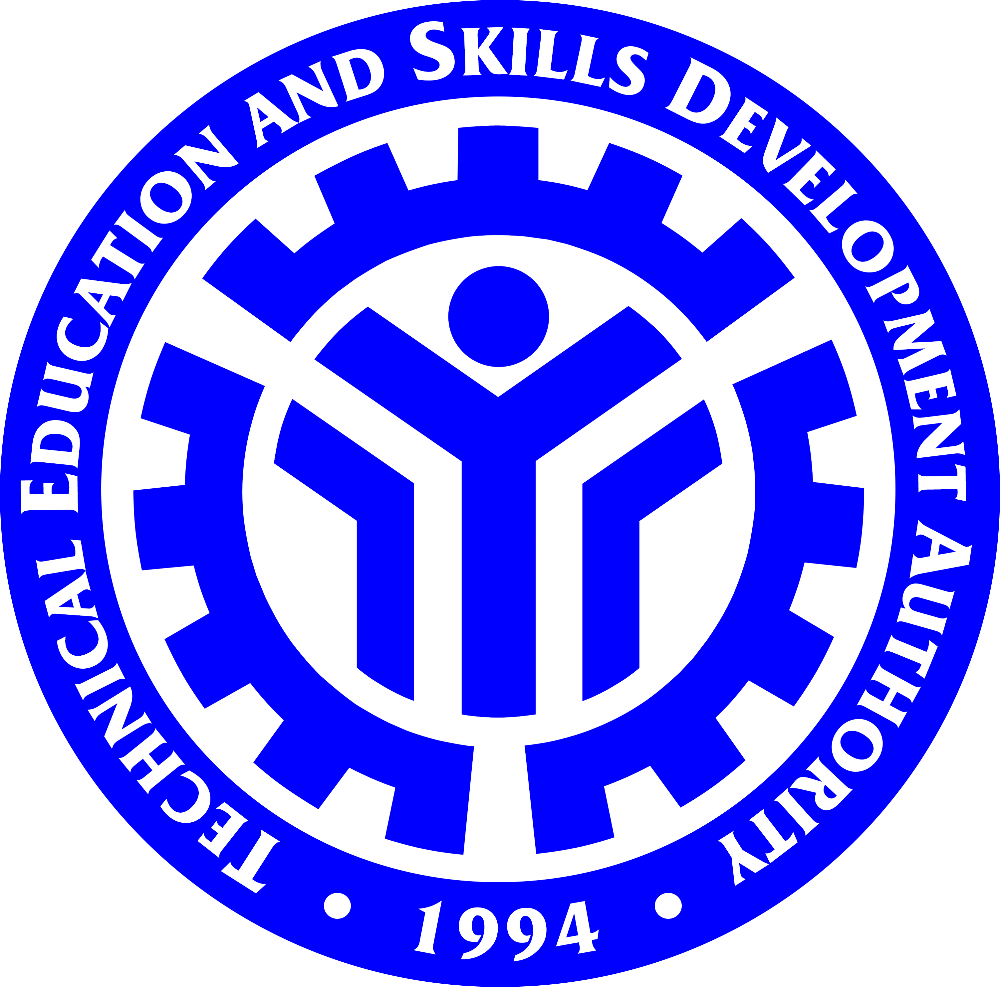 TECHNICAL EDUCATION AND SKILLS DEVELOPMENT AUTHORITY
• 1994 •